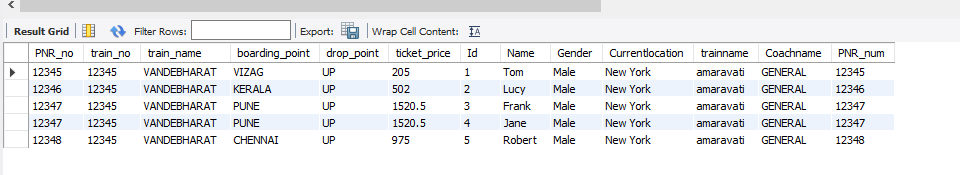 Result Grid Filter Rows: Export: Wrap Cell Content: IA
PNR_no train_no train_name boarding_point drop_point ticket_price Id Name Gender Currentlocation trainname Coachname PNR_num
12345 12345 VANDEBHARAT VIZAG UP 205 1 Tom Male New York amaravati GENERAL 12345
12346 12345 VANDEBHARAT KERALA UP 502 2 Lucy Male New York amaravati GENERAL 12346
12347 12345 VANDEBHARAT PUNE UP 1520.5 3 Frank Male New York amaravati GENERAL 12347
12347 12345 VANDEBHARAT PUNE UP 1520.5 4 Jane Male New York amaravati GENERAL 12347
12348 12345 VANDEBHARAT CHENNAI UP 975 5 Robert Male New York amaravati GENERAL 12348